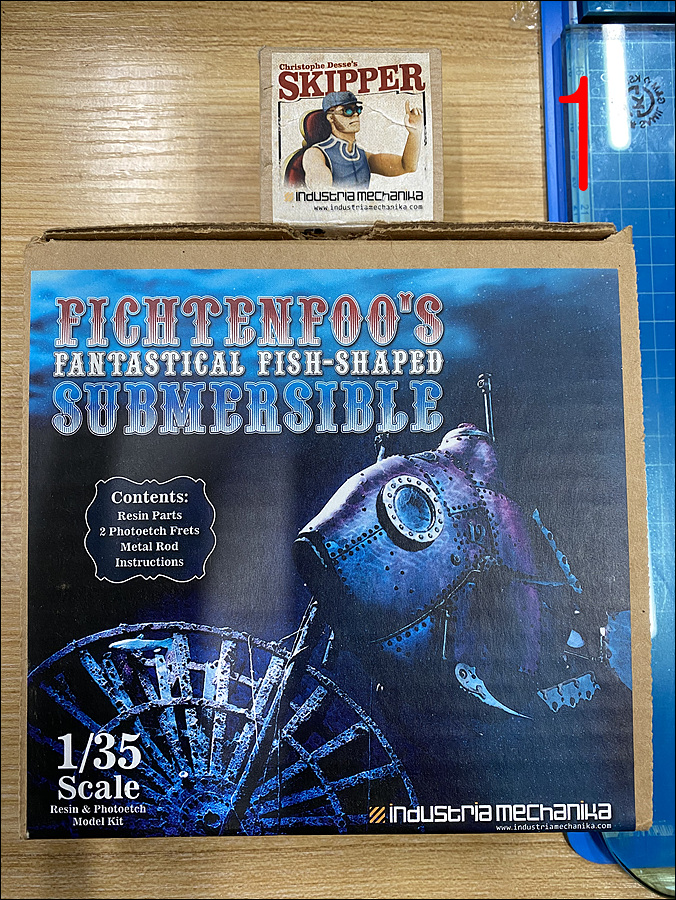 Christophe Desse's
SKIPPER
industria mechanika
www.industriamechanika.com
1
FICHTENFOO'S
FANTASTICAL FISH-SHAPED
SUBMERSIBLE
Contents:
Resin Parts
2 Photoetch Frets
Metal Rod
Instructions
1/35
Scale
Resin & Photoetch
Model Kit
industria mechanika
www.industriamechanika.com